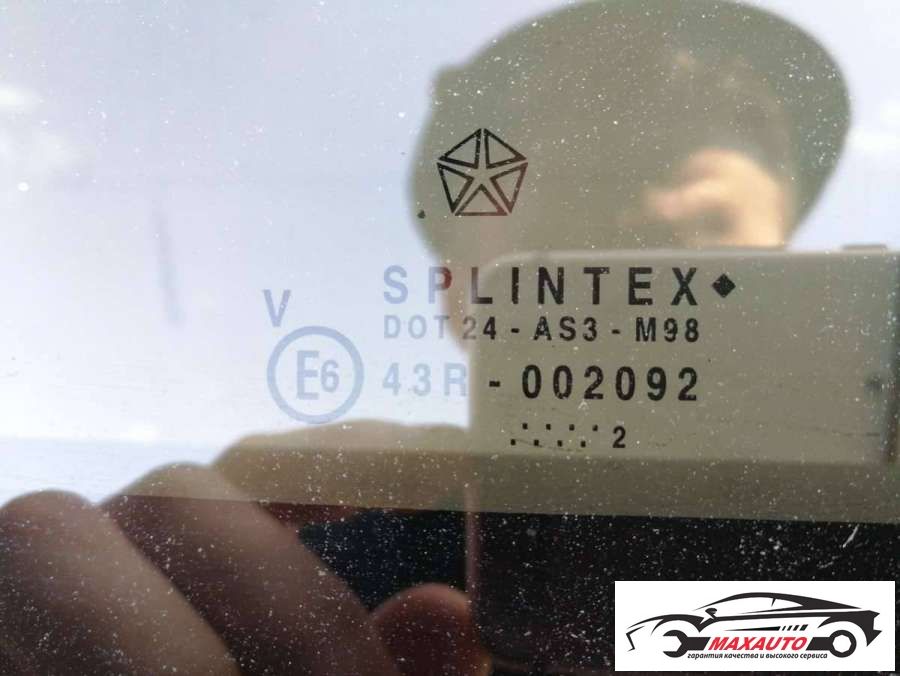 SPLINTEX
V
DOT 24 - AS3 - M98
E6 43R - 002092
2
MAXAUTO
гарантия качества и высокого сервиса